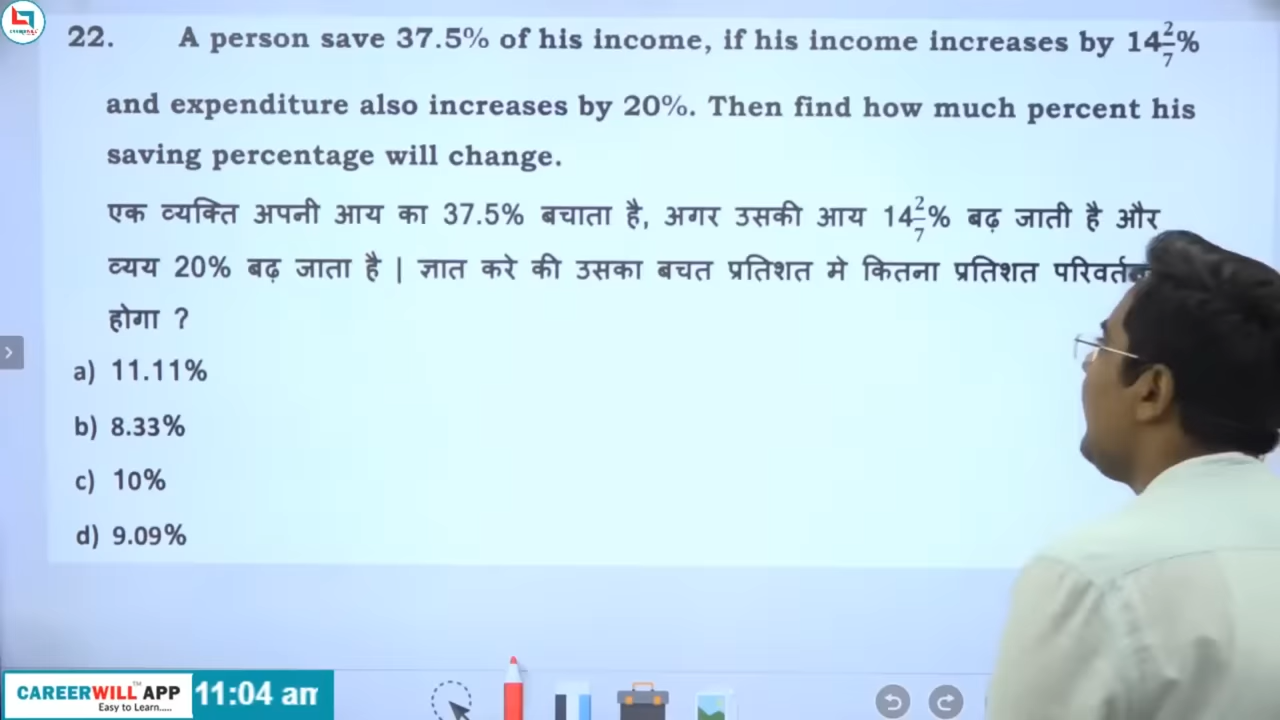 22. A person save 37.5% of his income, if his income increases by 14 2/7%
and expenditure also increases by 20%. Then find how much percent his
saving percentage will change.
एक व्यक्ति अपनी आय का 37.5% बचाता है, अगर उसकी आय 14 2/7% बढ़ जाती है और
व्यय 20% बढ़ जाता है | ज्ञात करे की उसका बचत प्रतिशत मे कितना प्रतिशत
होगा ?
a) 11.11%
b) 8.33%
c) 10%
d) 9.09%
CAREERWILL APP
Easy to Learn.....
11:04 am